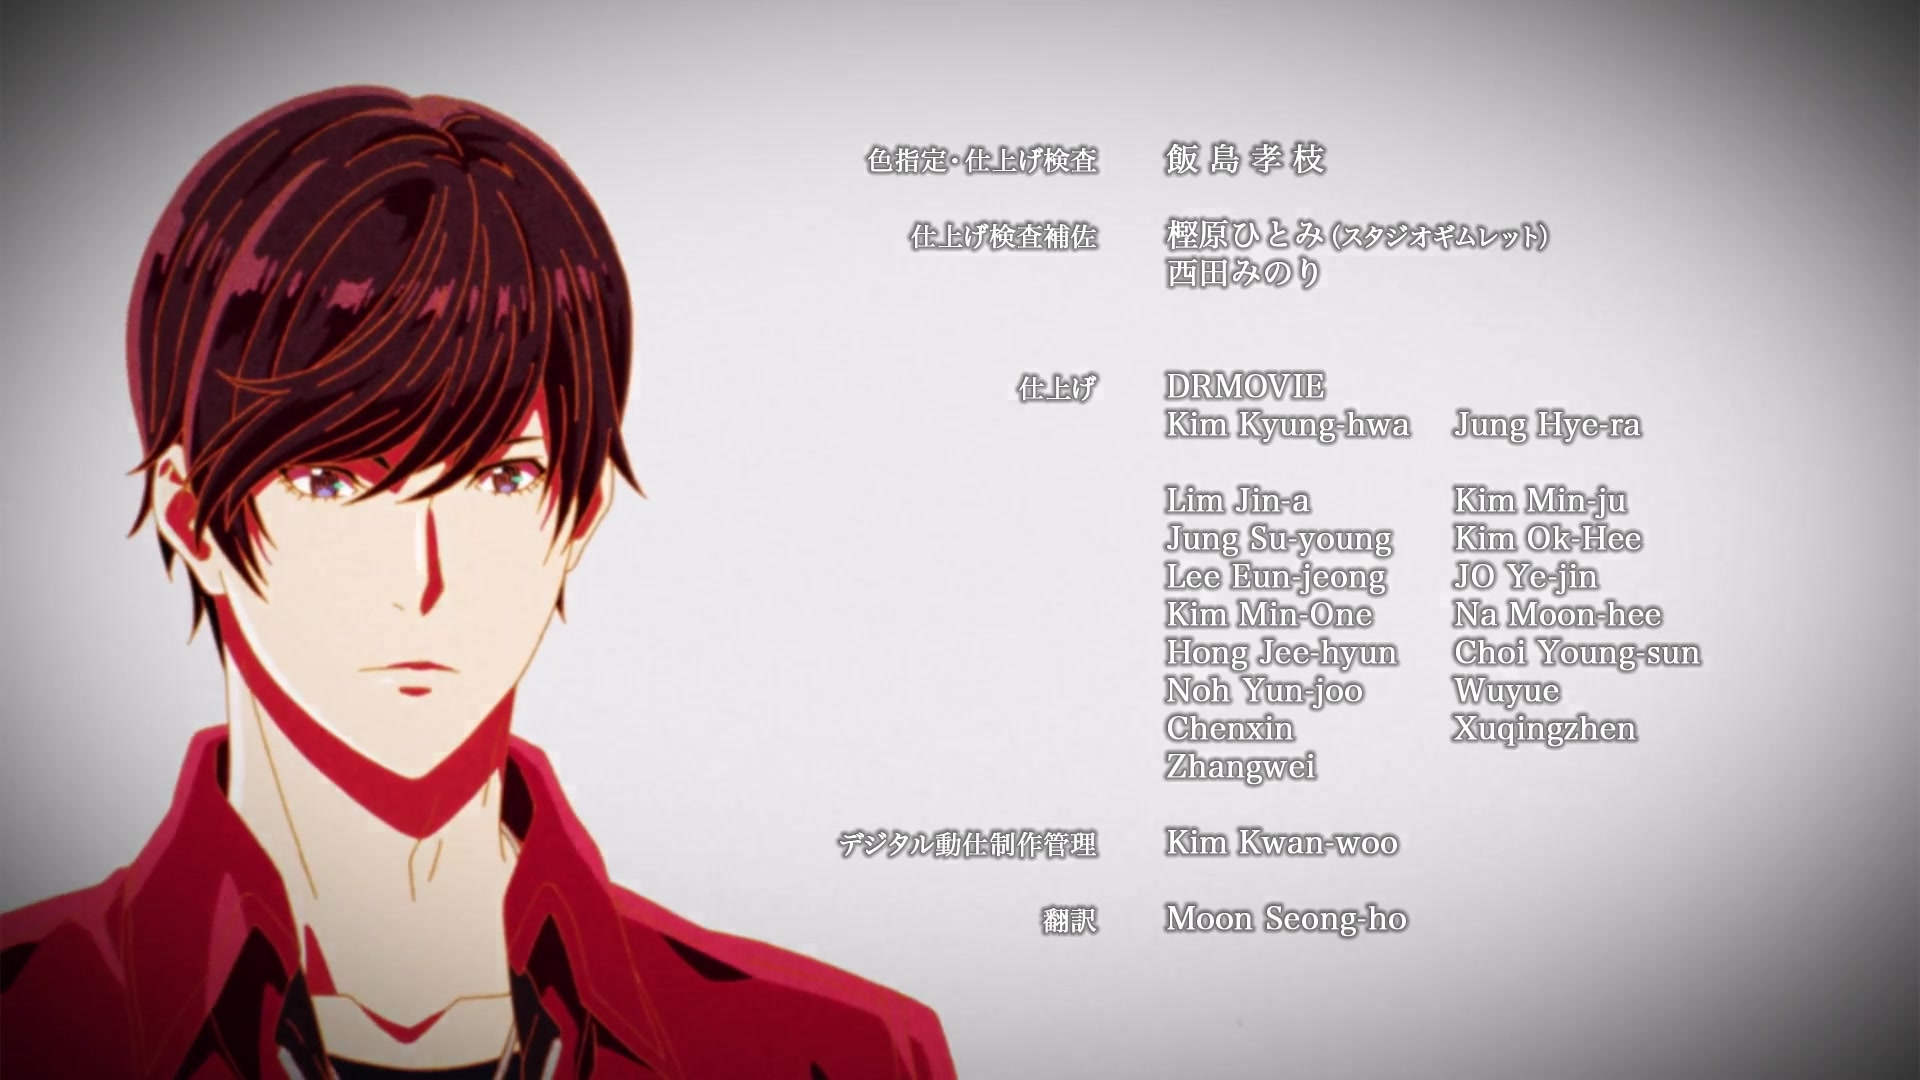 色指定・仕上げ検査 飯島孝枝
仕上げ検査補佐 樫原ひとみ（スタジオギムレット）
西田みのり
仕上げ DRMOVIE
Kim Kyung-hwa Jung Hye-ra
Lim Jin-a Kim Min-ju
Jung Su-young Kim Ok-Hee
Lee Eun-jeong JO Ye-jin
Kim Min-One Na Moon-hee
Hong Jee-hyun Choi Young-sun
Noh Yun-joo Wuyue
Chenxin Xuqingzhen
Zhangwei
デジタル動仕制作管理 Kim Kwan-woo
翻訳 Moon Seong-ho